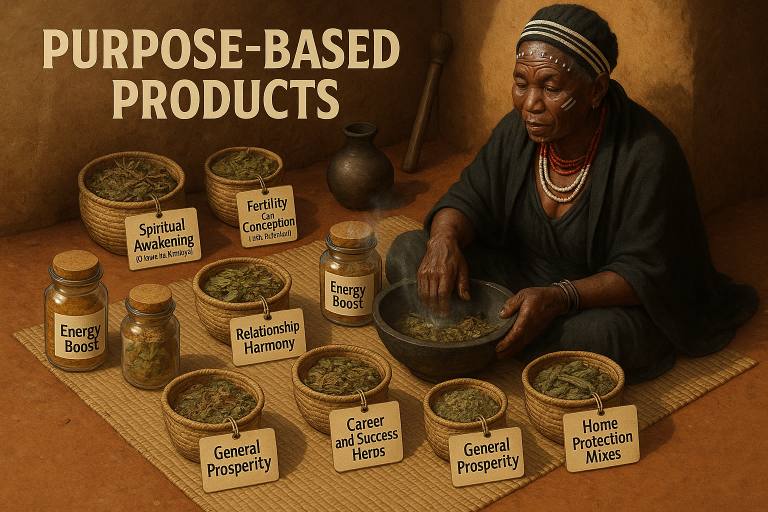 PURPOSE-BASED
PRODUCTS
Spiritual
Awakening
Fertility
Can
Conception
Energy
Boost
Energy
Boost
Relationship
Harmony
General
Prosperity
Career
and Success
Herbs
General
Prosperity
Home
Protection
Mixes